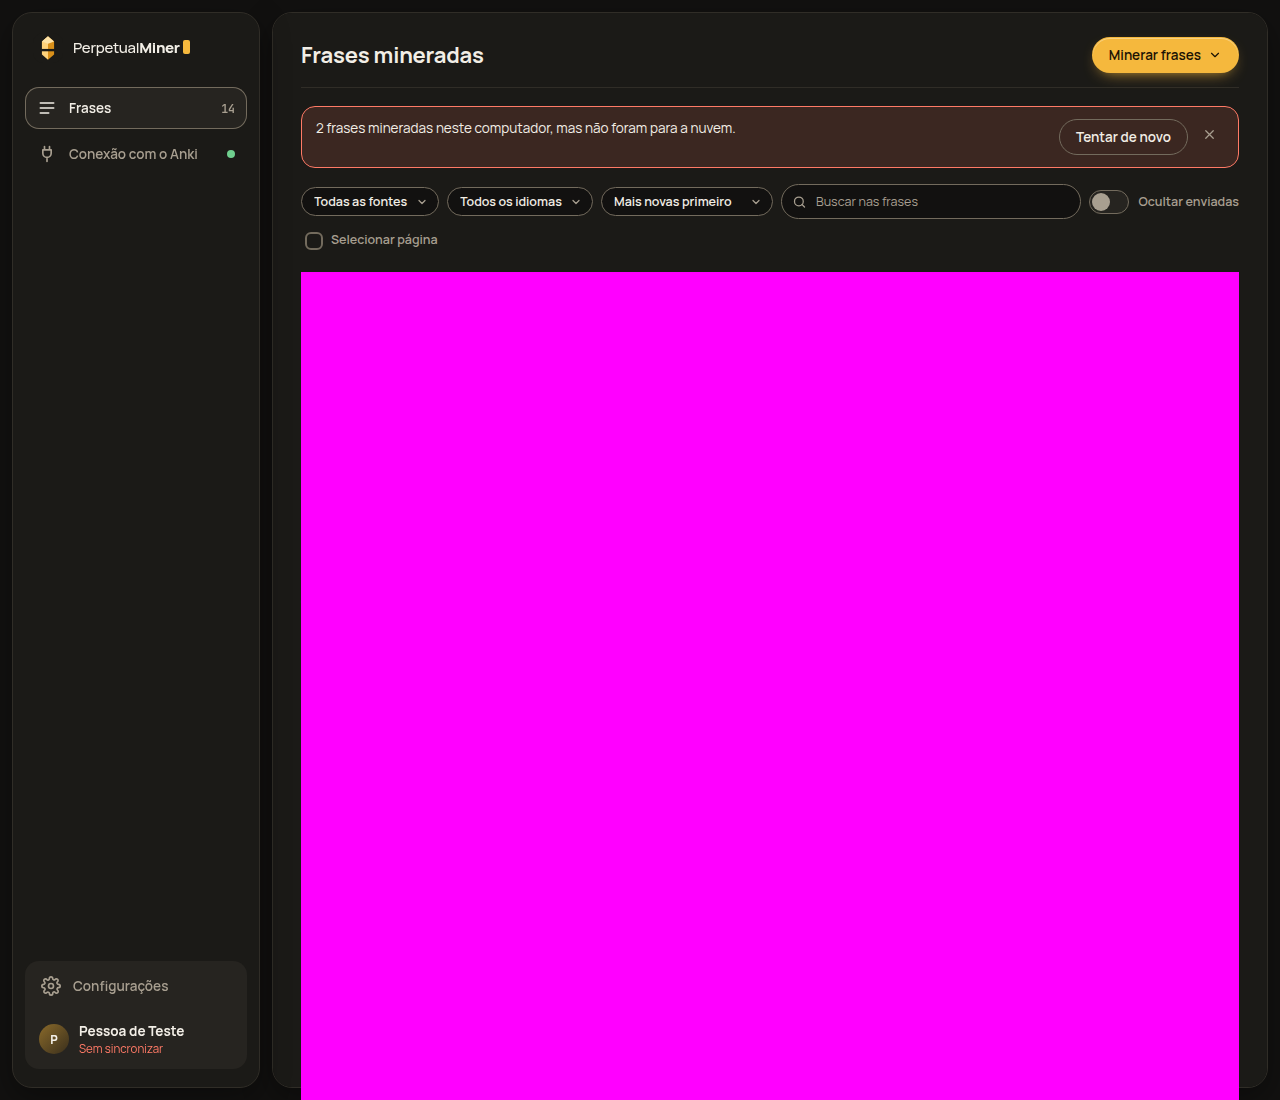 PerpetualMiner
Frases 14
Conexão com o Anki
Configurações
P
Pessoa de Teste
Sem sincronizar
Frases mineradas
Minerar frases
2 frases mineradas neste computador, mas não foram para a nuvem.
Tentar de novo
Todas as fontes
Todos os idiomas
Mais novas primeiro
Buscar nas frases
Ocultar enviadas
Selecionar página